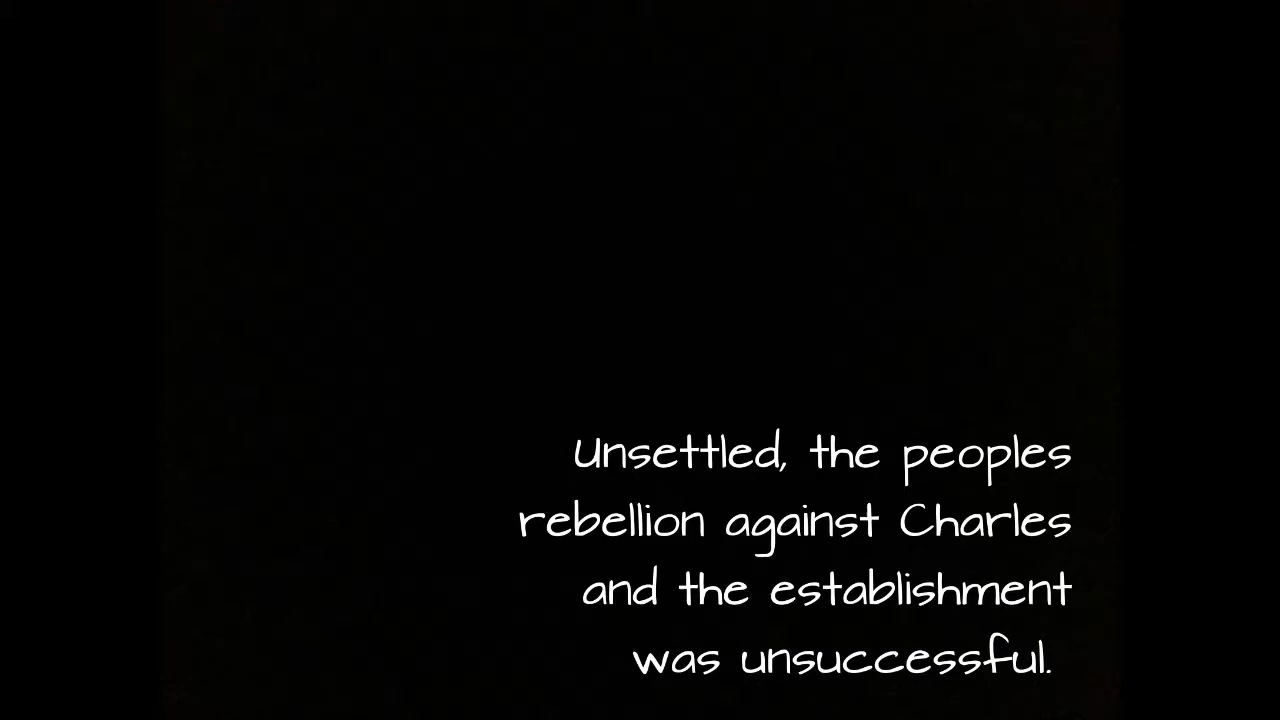 Unsettled, the peoples
rebellion against Charles
and the establishment
was unsuccessful.